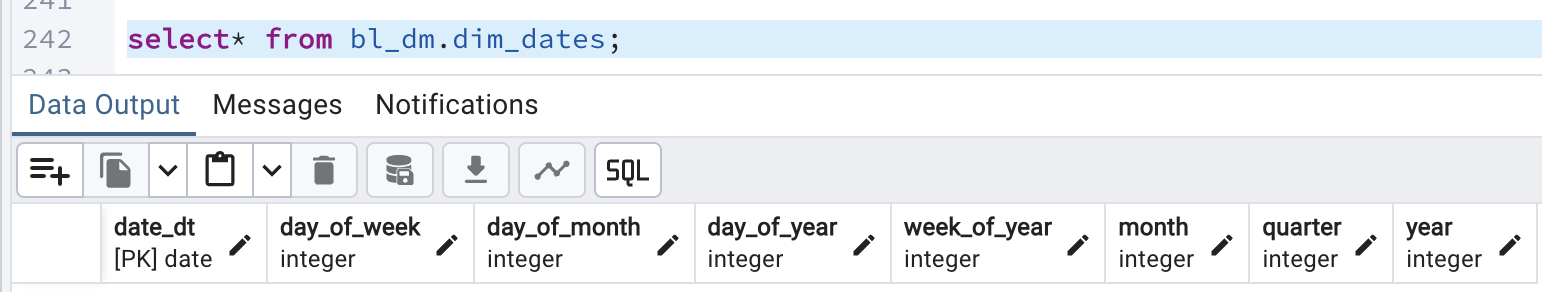 241
242 select* from bl_dm.dim_dates;
243
Data Output Messages Notifications
SQL
date_dt day_of_week day_of_month day_of_year week_of_year month quarter year
[PK] date integer integer integer integer integer integer integer